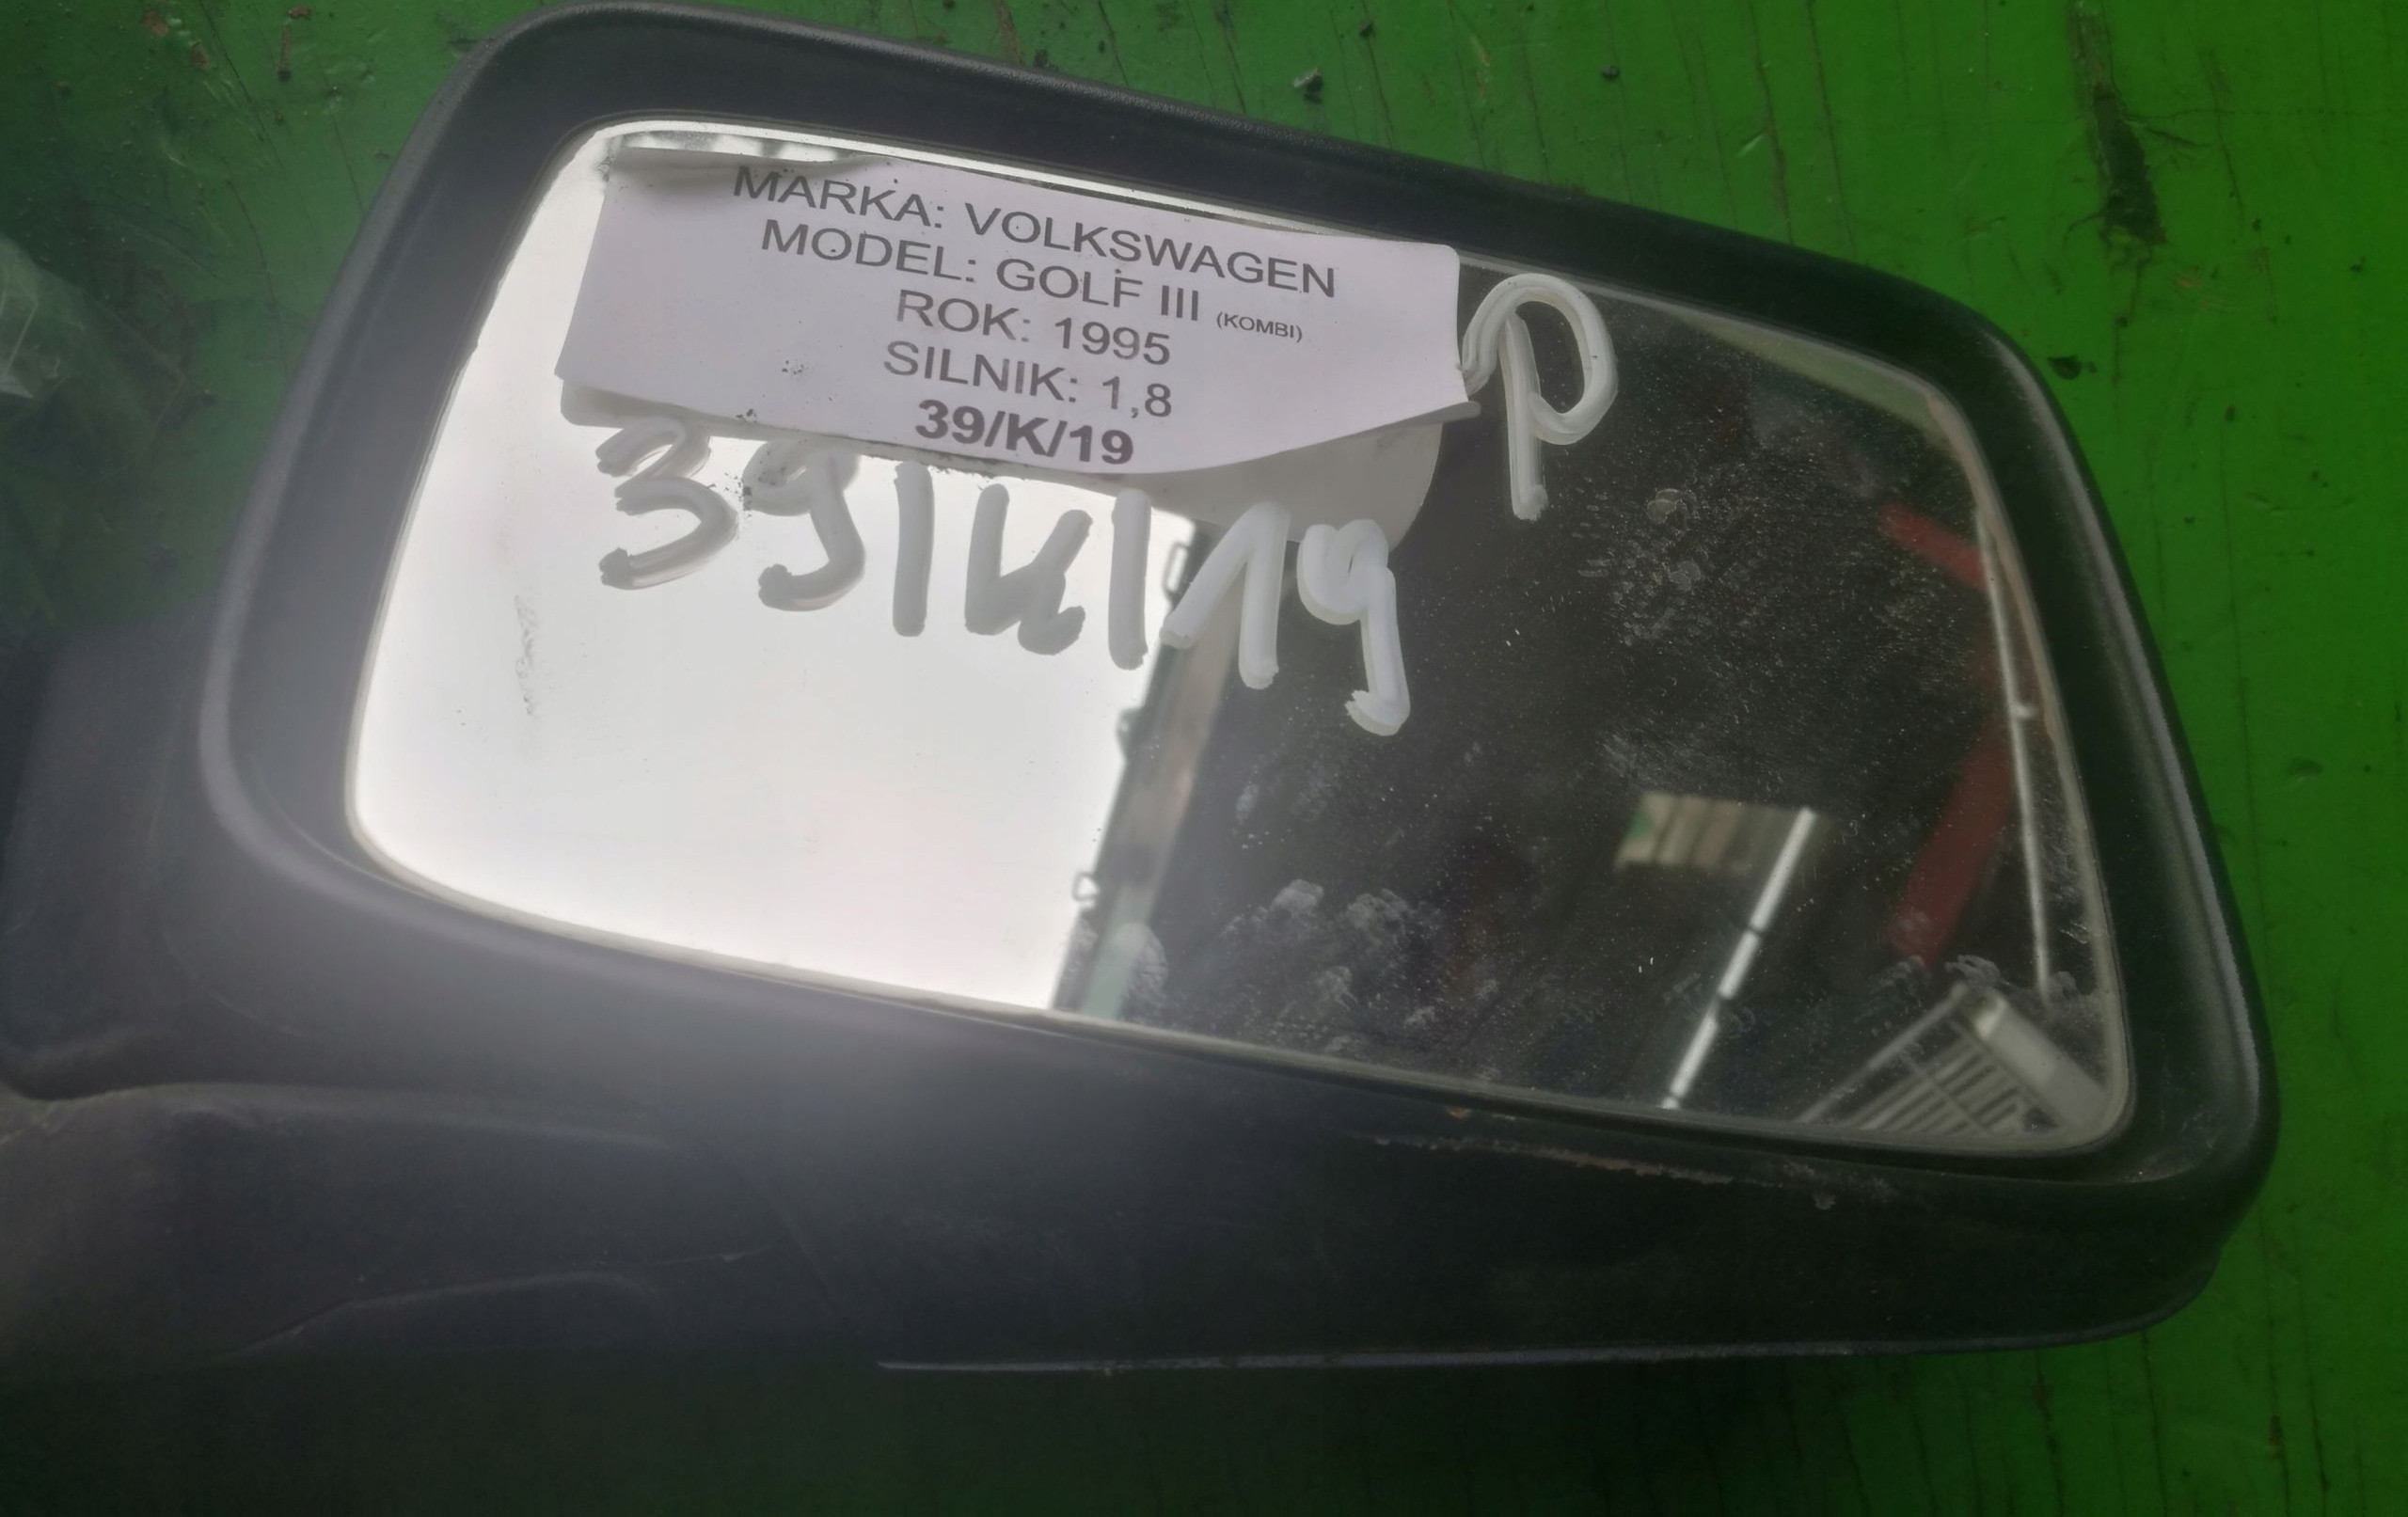 MARKA: VOLKSWAGEN
MODEL: GOLF III (KOMBI)
ROK: 1995
SILNIK: 1,8
39/K/19
P
39/K/19